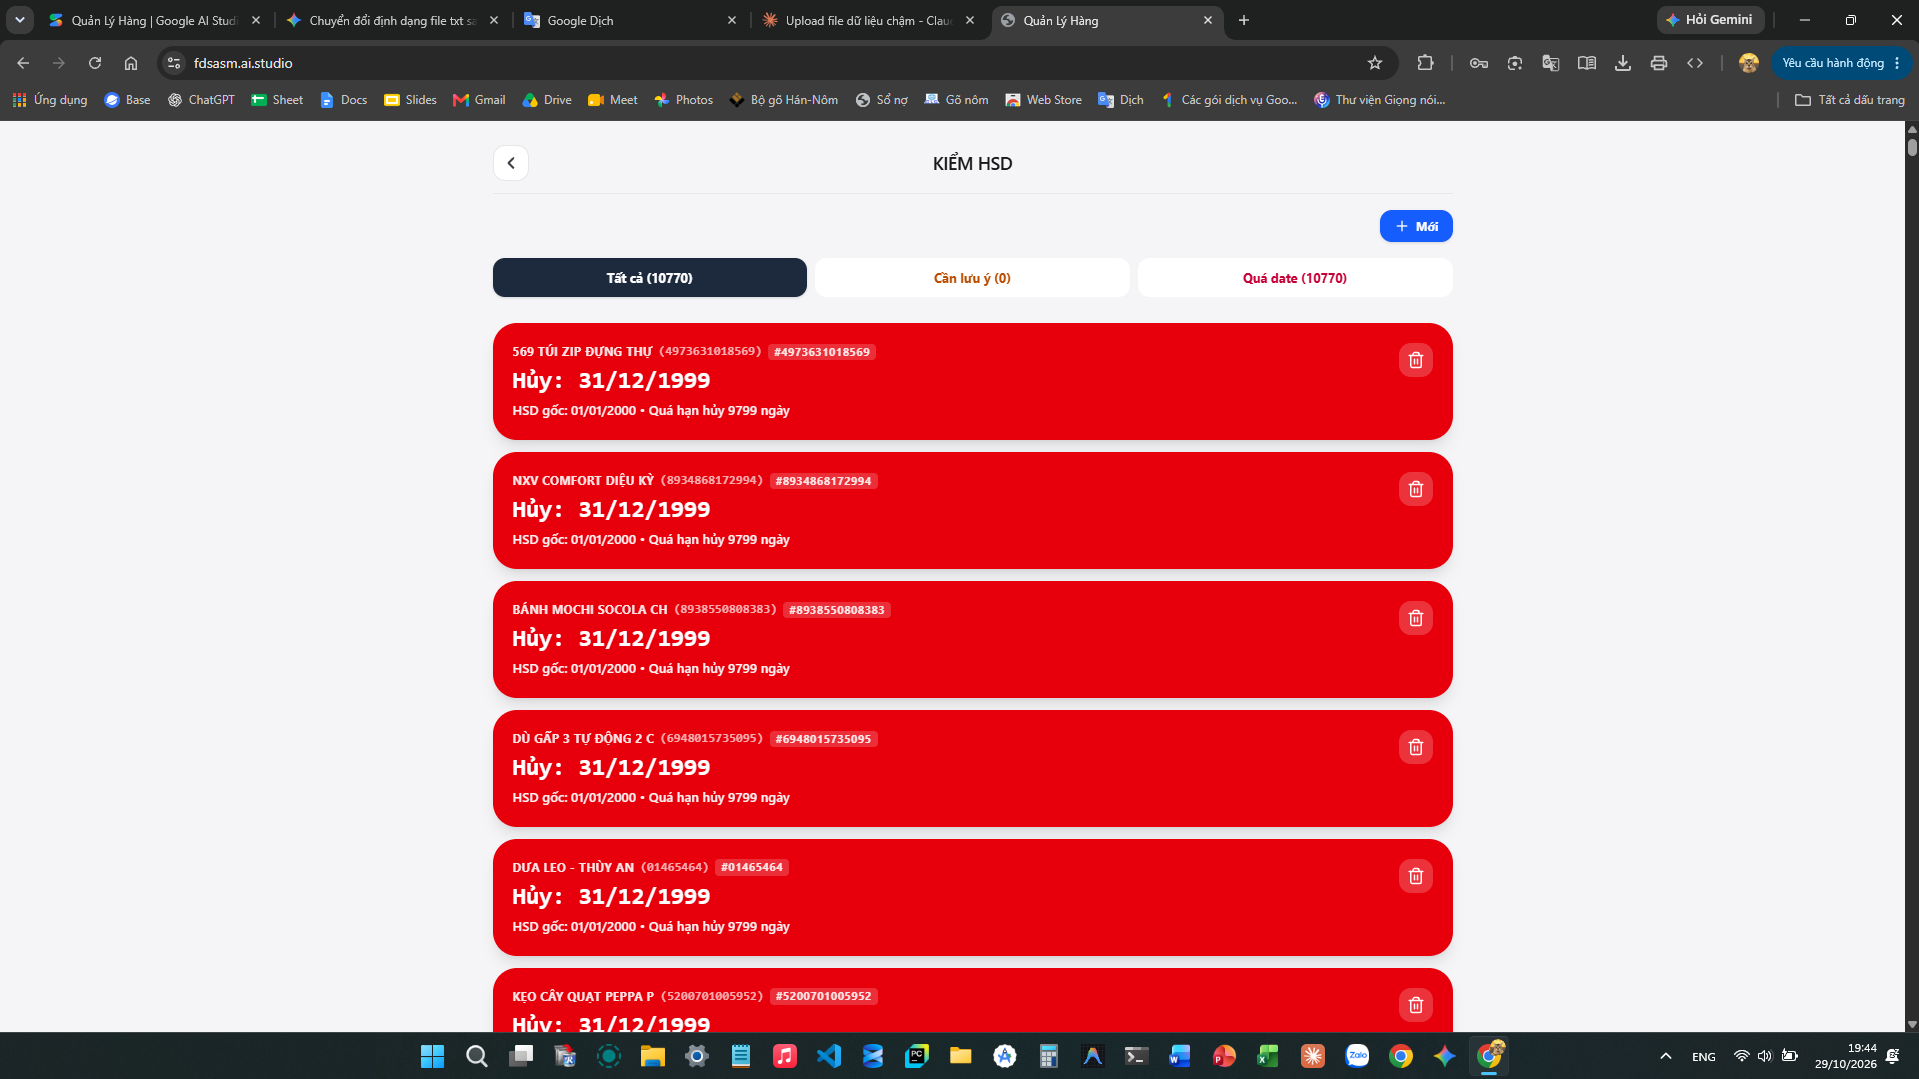 Quản Lý Hàng | Google AI Studi
Chuyển đổi định dạng file txt sa
Google Dịch
Upload file dữ liệu chậm - Clau
Quản Lý Hàng
Hỏi Gemini
fdsasm.ai.studio
Yêu cầu hành động
Ứng dụng
Base
ChatGPT
Sheet
Docs
Slides
Gmail
Drive
Meet
Photos
Bộ gõ Hán-Nôm
Sổ nợ
Gõ nôm
Web Store
Dịch
Các gói dịch vụ Goo...
Thư viện Giọng nói...
Tất cả dấu trang
KIỂM HSD
+ Mới
Tất cả (10770)
Cần lưu ý (0)
Quá date (10770)
569 TÚI ZIP ĐỰNG THỰ (4973631018569) #4973631018569
Hủy: 31/12/1999
HSD gốc: 01/01/2000 • Quá hạn hủy 9799 ngày
NXV COMFORT DIỆU KỲ (8934868172994) #8934868172994
Hủy: 31/12/1999
HSD gốc: 01/01/2000 • Quá hạn hủy 9799 ngày
BÁNH MOCHI SOCOLA CH (8938550808383) #8938550808383
Hủy: 31/12/1999
HSD gốc: 01/01/2000 • Quá hạn hủy 9799 ngày
DÙ GẤP 3 TỰ ĐỘNG 2 C (6948015735095) #6948015735095
Hủy: 31/12/1999
HSD gốc: 01/01/2000 • Quá hạn hủy 9799 ngày
DƯA LEO - THÙY AN (01465464) #01465464
Hủy: 31/12/1999
HSD gốc: 01/01/2000 • Quá hạn hủy 9799 ngày
KẸO CÂY QUẠT PEPPA P (5200701005952) #5200701005952
Hủy: 31/12/1999
ENG
19:44
29/10/2026